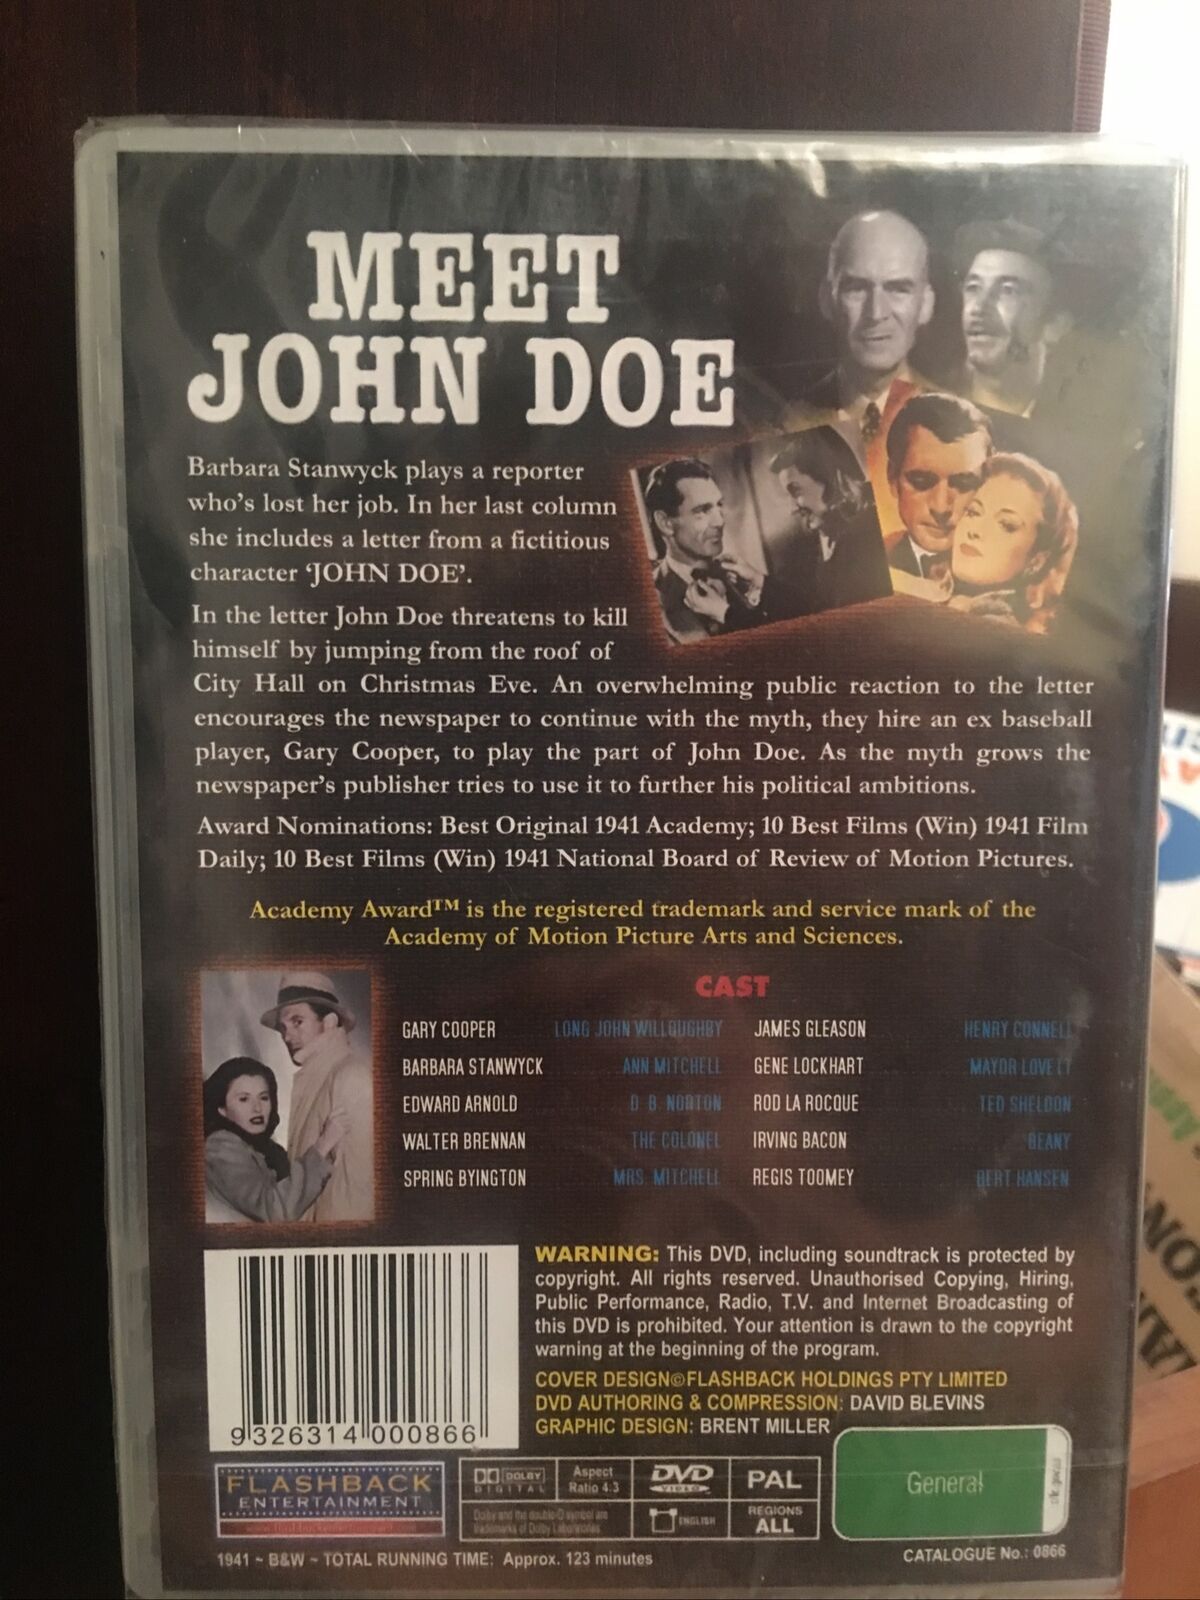 MEET
JOHN DOE
Barbara Stanwyck plays a reporter
who's lost her job. In her last column
she includes a letter from a fictitious
character 'JOHN DOE'.
In the letter John Doe threatens to kill
himself by jumping from the roof of
City Hall on Christmas Eve. An overwhelming public reaction to the letter
encourages the newspaper to continue with the myth, they hire an ex baseball
player, Gary Cooper, to play the part of John Doe. As the myth grows the
newspaper's publisher tries to use it to further his political ambitions.
Award Nominations: Best Original 1941 Academy; 10 Best Films (Win) 1941 Film
Daily; 10 Best Films (Win) 1941 National Board of Review of Motion Pictures.
Academy Award™ is the registered trademark and service mark of the
Academy of Motion Picture Arts and Sciences.
CAST
GARY COOPER LONG JOHN WILLOUGHBY JAMES GLEASON HENRY CONNELL
BARBARA STANWYCK ANN MITCHELL GENE LOCKHART MAYOR LOVETT
EDWARD ARNOLD D. B. NORTON ROD LA ROCQUE TED SHELDON
WALTER BRENNAN THE COLONEL IRVING BACON BEANY
SPRING BYINGTON MRS. MITCHELL REGIS TOOMEY BERT HANSEN
WARNING: This DVD, including soundtrack is protected by
copyright. All rights reserved. Unauthorised Copying, Hiring,
Public Performance, Radio, T.V. and Internet Broadcasting of
this DVD is prohibited. Your attention is drawn to the copyright
warning at the beginning of the program.
COVER DESIGN©FLASHBACK HOLDINGS PTY LIMITED
DVD AUTHORING & COMPRESSION: DAVID BLEVINS
GRAPHIC DESIGN: BRENT MILLER
9 326314 000866
FLASHBACK
ENTERTAINMENT
DOLBY
DIGITAL
Aspect
Ratio 4:3
DVD
VIDEO
PAL
Dolby and the double-D symbol are
trademarks of Dolby Laboratories
ENGLISH
REGIONS
ALL
General
1941 ~ B&W ~ TOTAL RUNNING TIME: Approx. 123 minutes
CATALOGUE No.: 0866